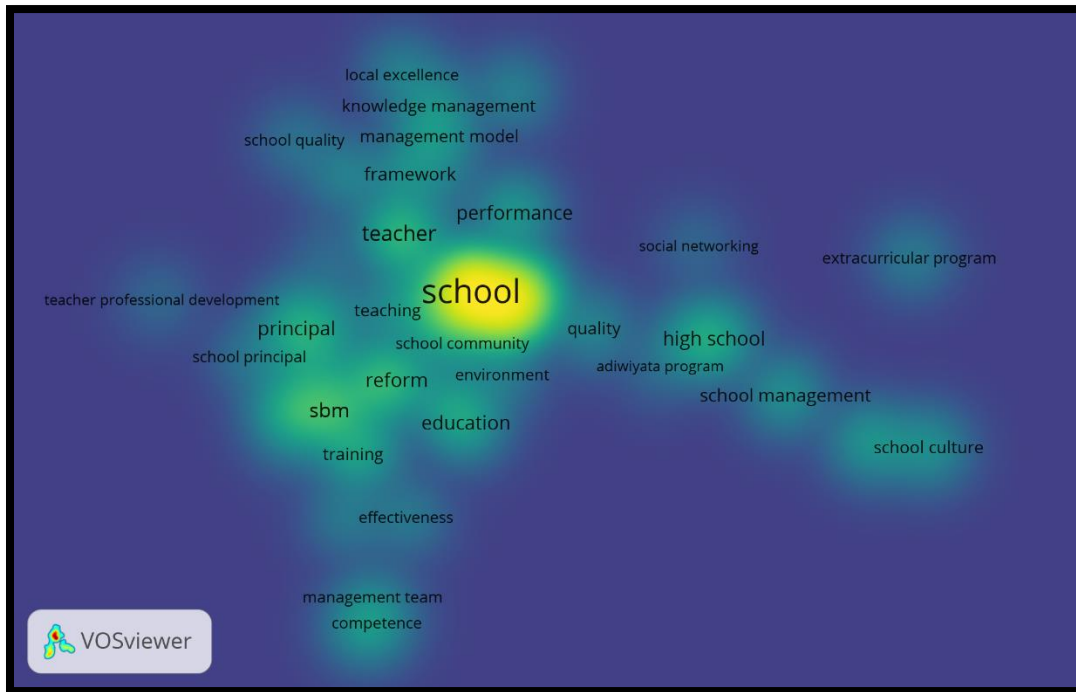 local excellence
knowledge management
school quality
management model
framework
performance
teacher
social networking
extracurricular program
school
teacher professional development
teaching
principal
quality
high school
school community
school principal
adiwiyata program
environment
reform
school management
sbm
education
school culture
training
effectiveness
management team
competence
VOSviewer